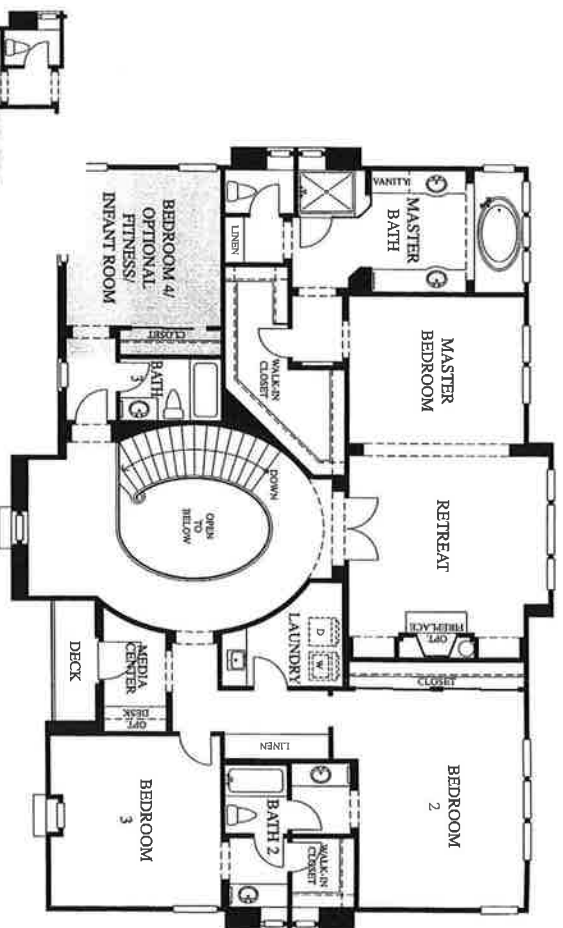 BEDROOM 4/
OPTIONAL
FITNESS/
INFANT ROOM
LINEN
VANITY
MASTER
BATH
CLOSET
BATH
3
WALK-IN
CLOSET
MASTER
BEDROOM
DOWN
OPEN
TO
BELOW
RETREAT
OPT.
FIREPLACE
LAUNDRY
D
W
CLOSET
DECK
MEDIA
CENTER
OPT.
DESK
LINEN
BEDROOM
3
BATH 2
WALK-IN
CLOSET
BEDROOM
2